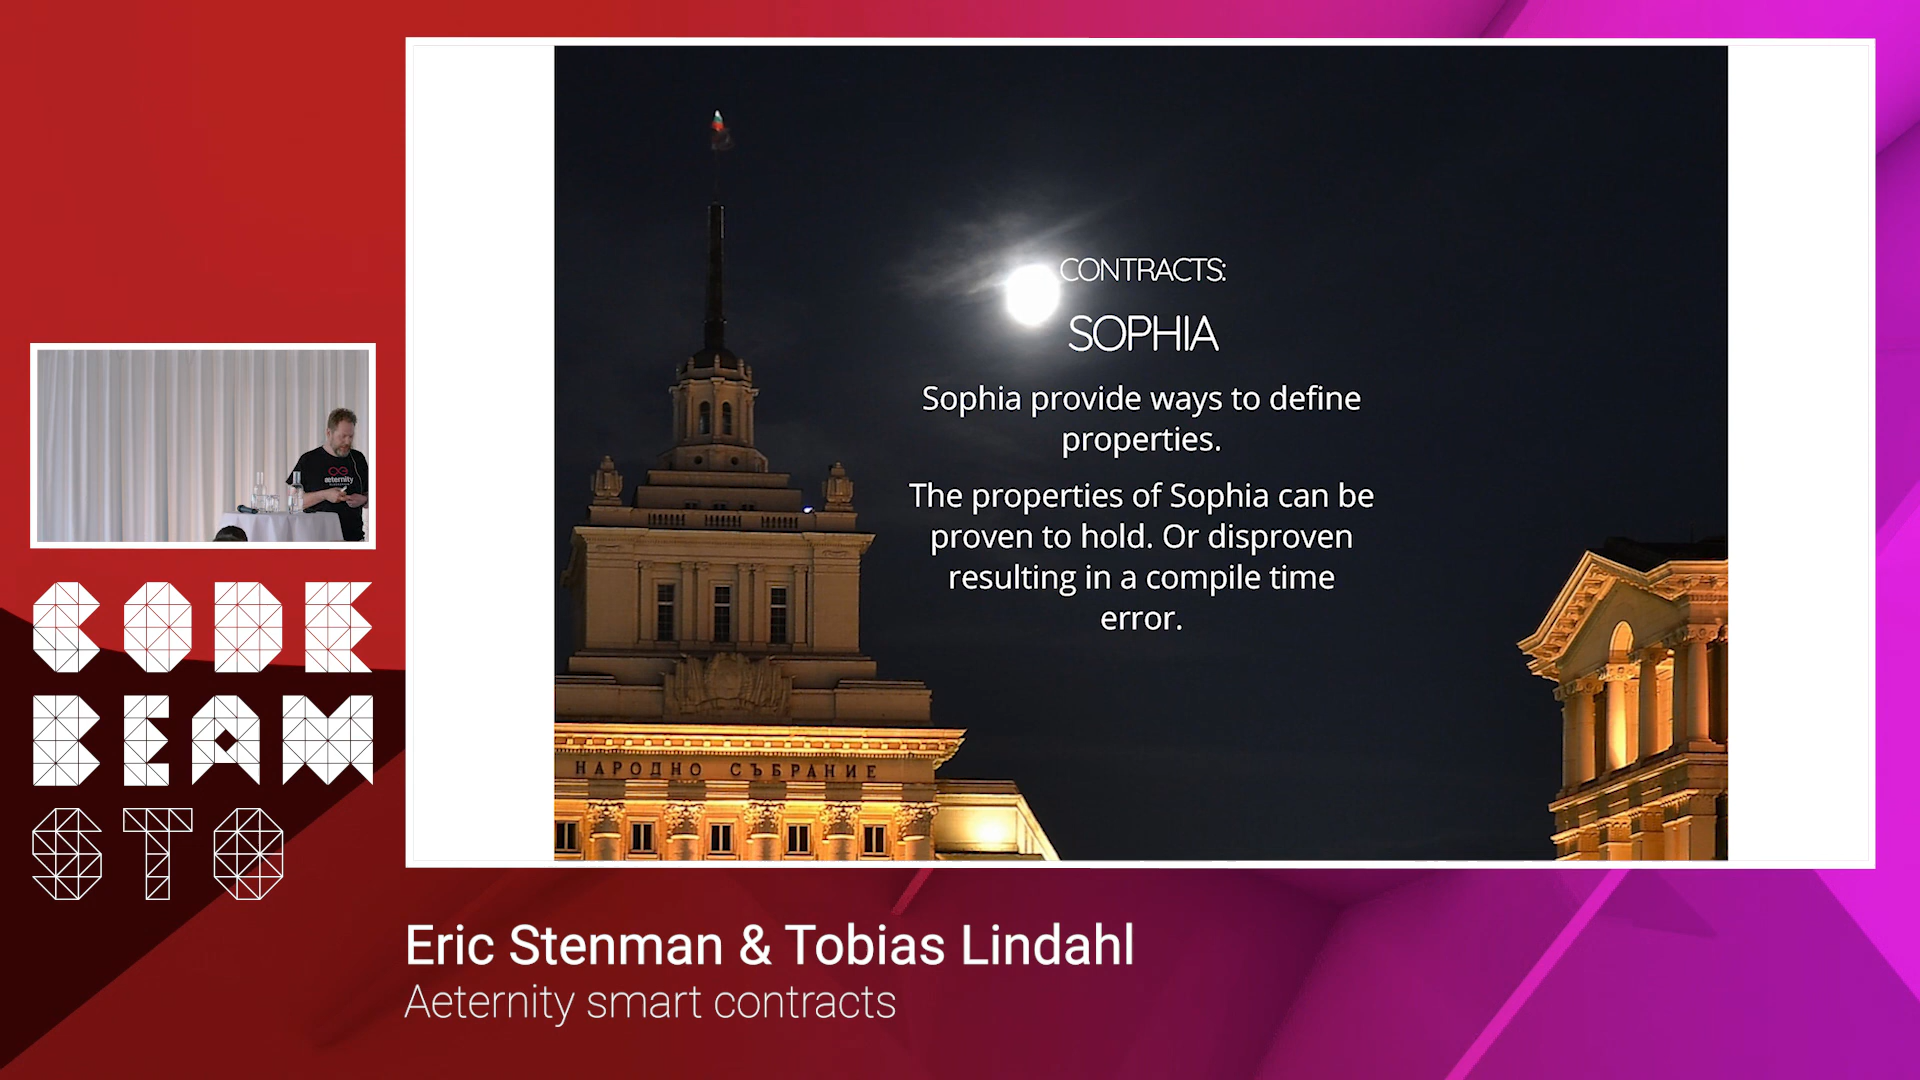 CONTRACTS:
SOPHIA
Sophia provide ways to define
properties.
The properties of Sophia can be
proven to hold. Or disproven
resulting in a compile time
error.
НАРОДНО СЪБРАНИЕ
æternity
CODE
BEAM
STO
Eric Stenman & Tobias Lindahl
Aeternity smart contracts